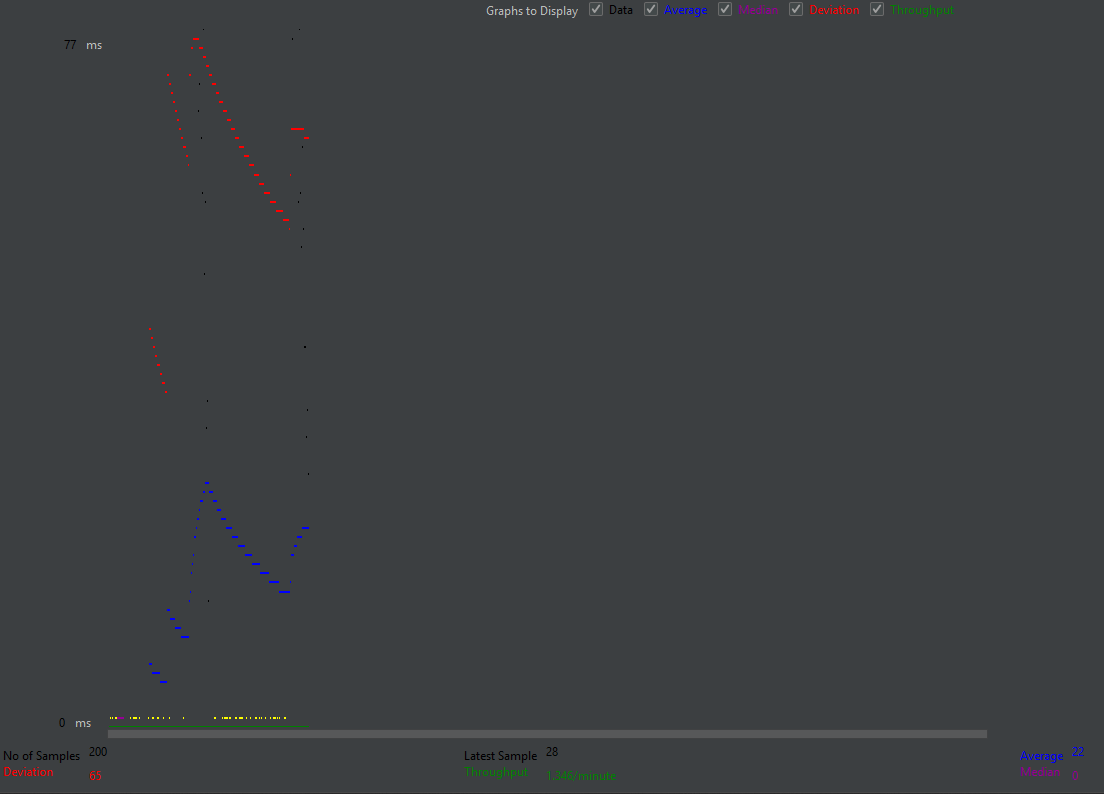 Graphs to Display Data Average Median Deviation Throughput
77 ms
0 ms
No of Samples 200 Latest Sample 28 Average 22
Deviation 65 Throughput Median